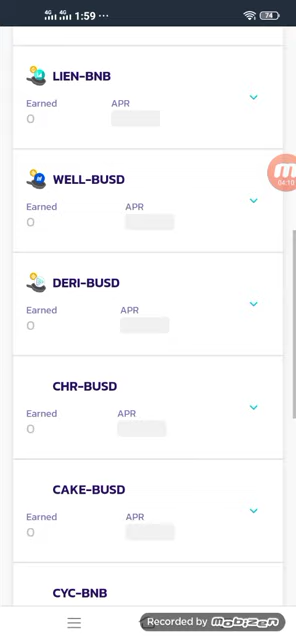 4G 4G 1:59 ··· 74
LIEN-BNB
Earned APR
0
WELL-BUSD
04:10
Earned APR
0
DERI-BUSD
Earned APR
0
CHR-BUSD
Earned APR
0
CAKE-BUSD
Earned APR
0
CYC-BNB
Recorded by mobizen